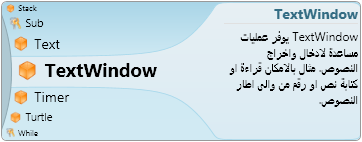 Stack
Sub
Text
TextWindow
Timer
Turtle
While
TextWindow
TextWindow يوفر عمليات
مساعدة لادخال واخراج
النصوص. مثال بالامكان قراءة او
كتابة نص او رقم من والى اطار
النصوص.